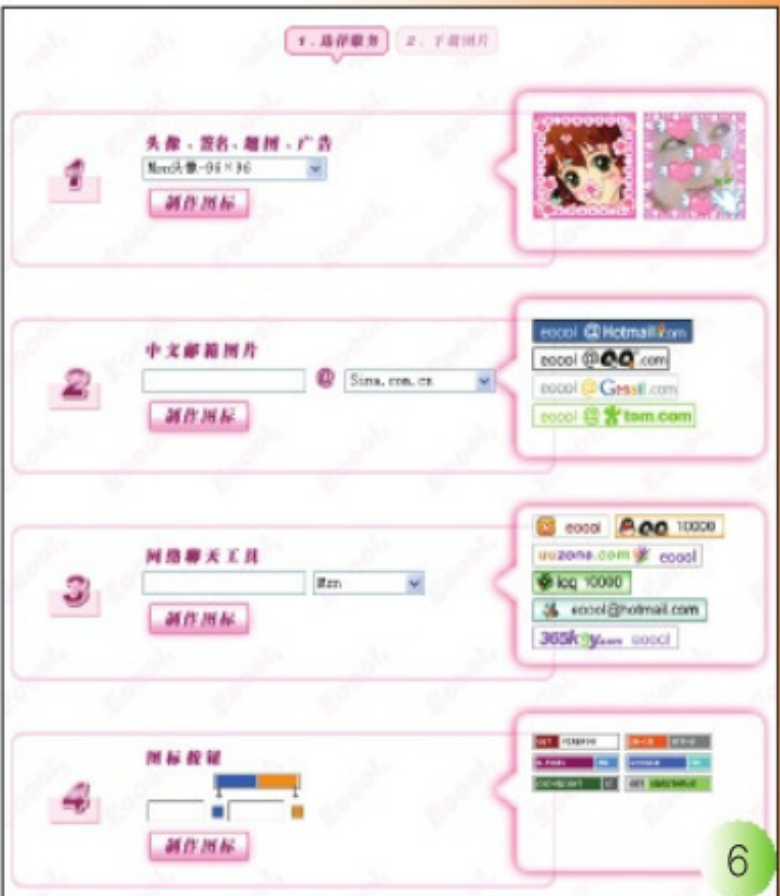 1．选择服务 2．下载图片
1
头像、签名、趣图、广告
Msn头像-96×96
制作图标
2
中文邮箱图片
@ Sina.com.cn
制作图标
eoool @ Hotmail.com
eoool @QQ.com
eoool @ Gmail.com
eoool @ tom.com
3
网络聊天工具
Msn
制作图标
eoool QQ 10000
uuzone.com eoool
icq 10000
eoool@hotmail.com
365key.com eoool
4
图标按钮
制作图标
6